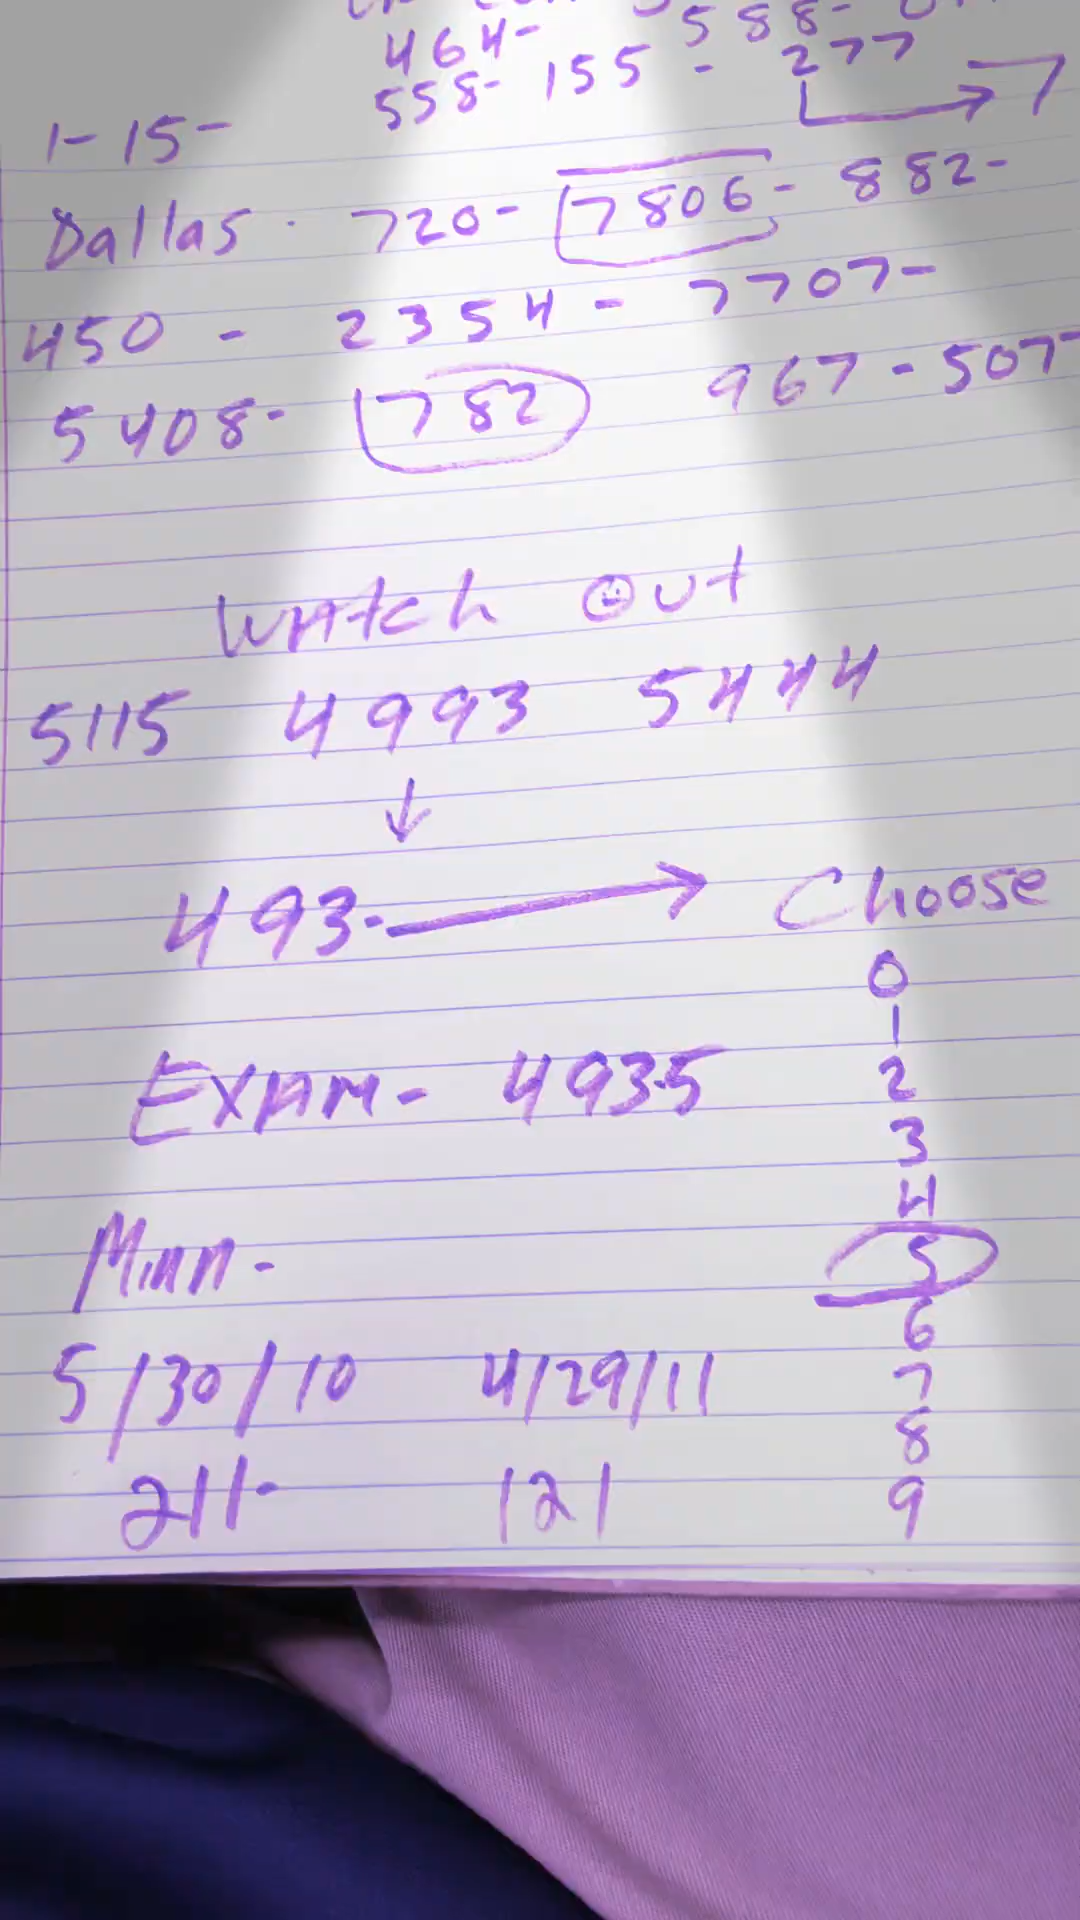 464- 588-
558- 155 - 277
1-15- 7
Dallas . 720- 7806- 882-
450 - 2354 - 7707-
5408- 782 967 - 507-
Watch Out
5115 4993 5444
493- Choose
0
1
EXAM- 4935 2
3
4
Minn- 5
6
5/30/10 4/29/11 7
8
211- 121 9